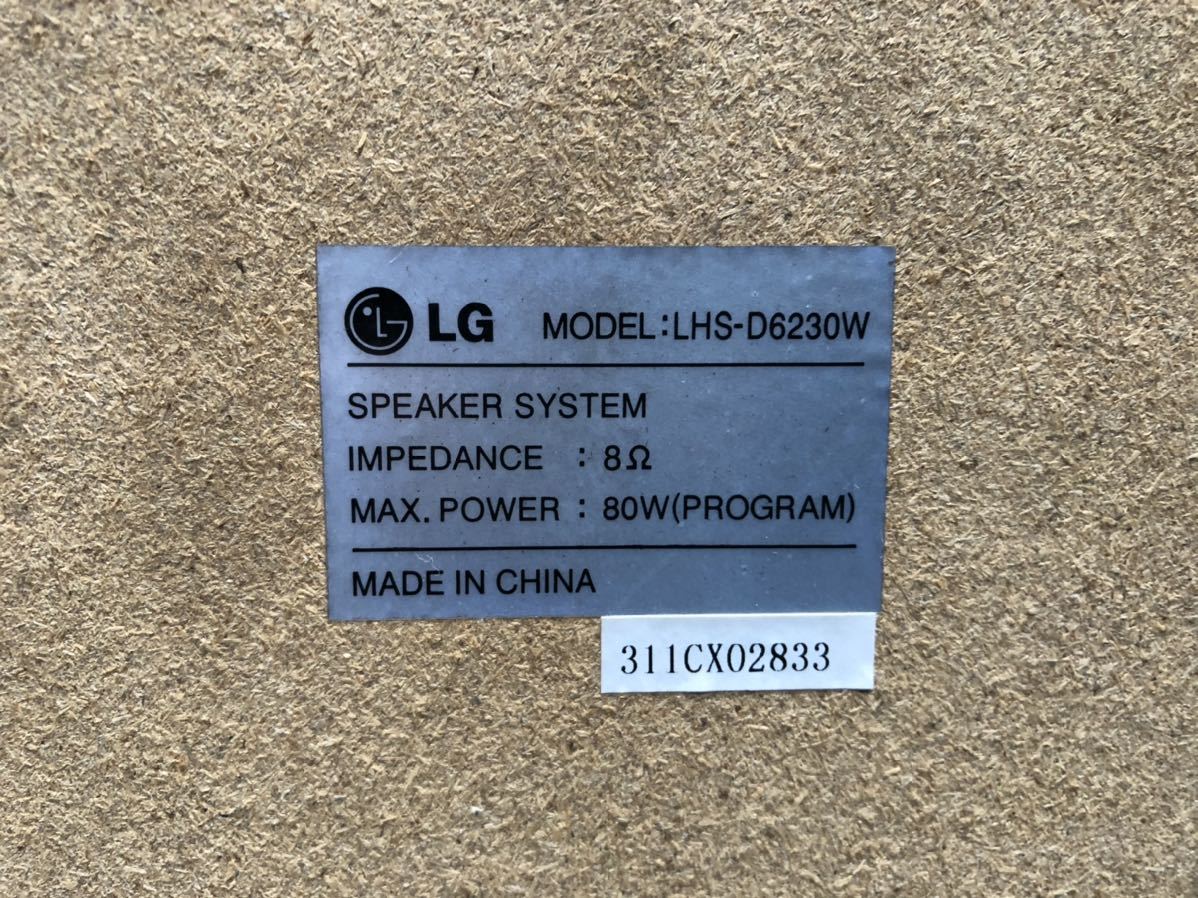 LG MODEL:LHS-D6230W
SPEAKER SYSTEM
IMPEDANCE : 8Ω
MAX. POWER : 80W(PROGRAM)
MADE IN CHINA
311CX02833